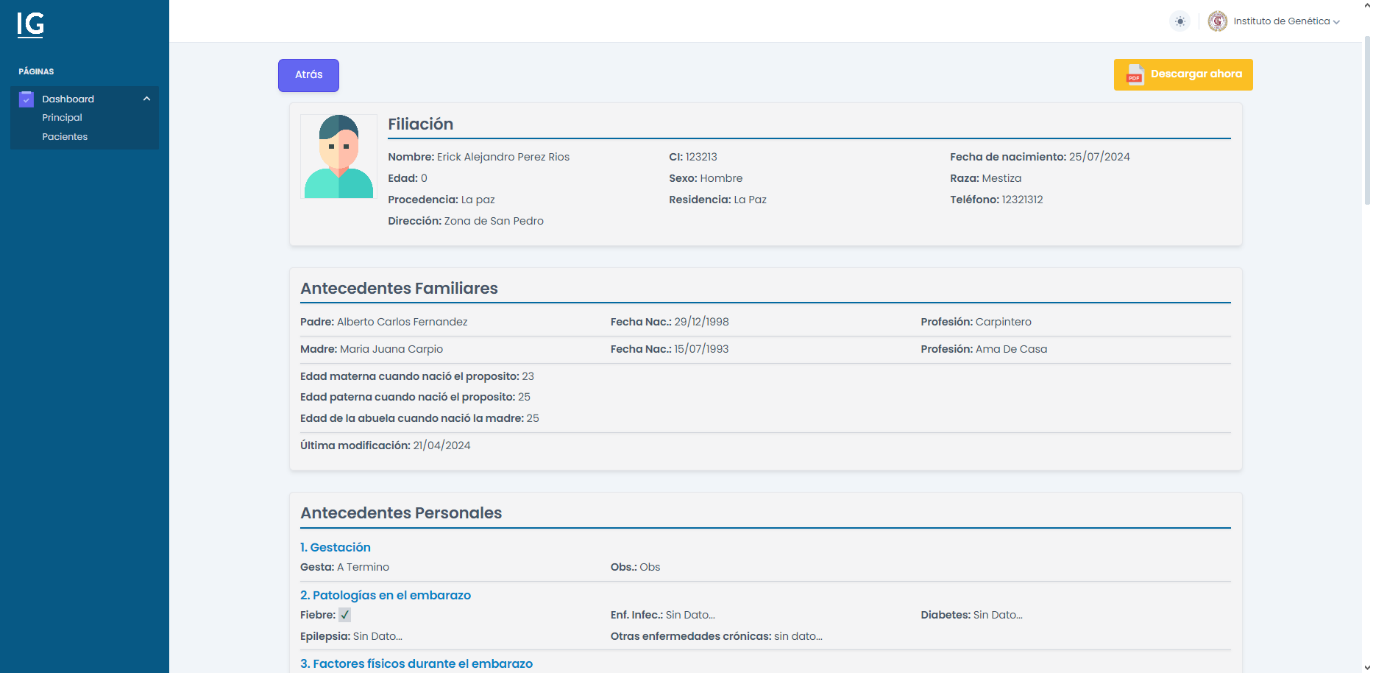 IG
Instituto de Genética
PÁGINAS
Dashboard
Principal
Pacientes
Atrás
PDF Descargar ahora
Filiación
Nombre: Erick Alejandro Perez Rios CI: 123213 Fecha de nacimiento: 25/07/2024
Edad: 0 Sexo: Hombre Raza: Mestiza
Procedencia: La paz Residencia: La Paz Teléfono: 12321312
Dirección: Zona de San Pedro
Antecedentes Familiares
Padre: Alberto Carlos Fernandez Fecha Nac.: 29/12/1998 Profesión: Carpintero
Madre: Maria Juana Carpio Fecha Nac.: 15/07/1993 Profesión: Ama De Casa
Edad materna cuando nació el proposito: 23
Edad paterna cuando nació el proposito: 25
Edad de la abuela cuando nació la madre: 25
Última modificación: 21/04/2024
Antecedentes Personales
1. Gestación
Gesta: A Termino Obs.: Obs
2. Patologías en el embarazo
Fiebre: ✓ Enf. Infec.: Sin Dato... Diabetes: Sin Dato...
Epilepsia: Sin Dato... Otras enfermedades crónicas: sin dato...
3. Factores físicos durante el embarazo